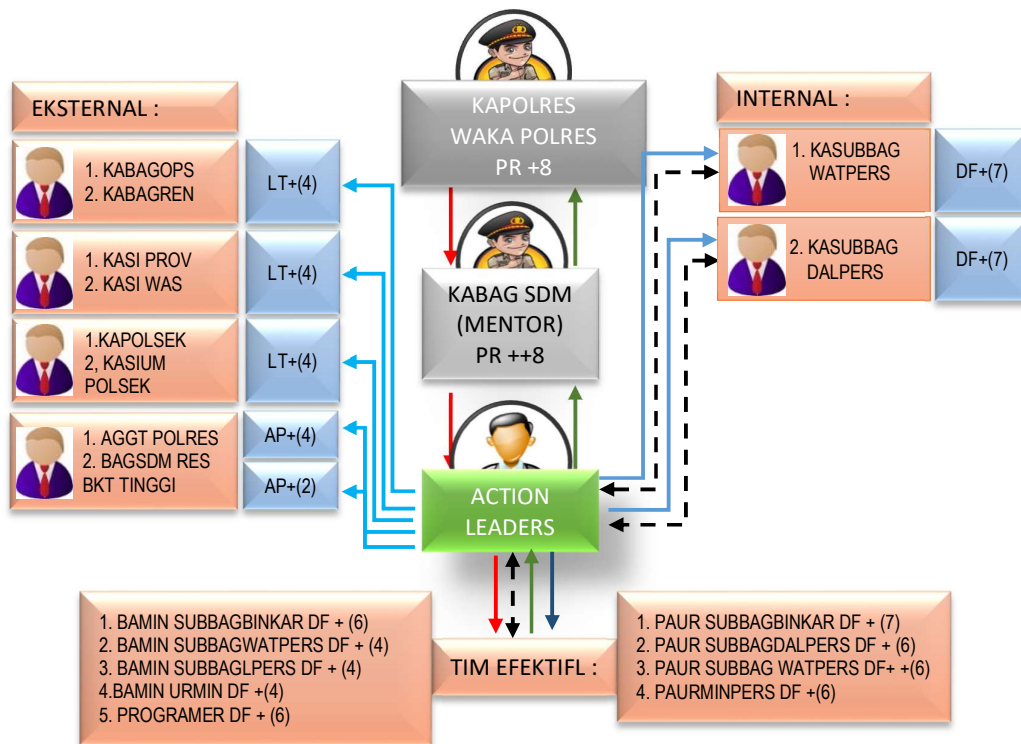 KAPOLRES
WAKA POLRES
PR +8
EKSTERNAL :
1. KABAGOPS
2. KABAGREN
LT+(4)
1. KASI PROV
2. KASI WAS
LT+(4)
1.KAPOLSEK
2, KASIUM
POLSEK
LT+(4)
1. AGGT POLRES
2. BAGSDM RES
BKT TINGGI
AP+(4)
AP+(2)
KABAG SDM
(MENTOR)
PR ++8
ACTION
LEADERS
INTERNAL :
1. KASUBBAG
WATPERS
DF+(7)
2. KASUBBAG
DALPERS
DF+(7)
1. BAMIN SUBBAGBINKAR DF + (6)
2. BAMIN SUBBAGWATPERS DF + (4)
3. BAMIN SUBBAGLPERS DF + (4)
4.BAMIN URMIN DF +(4)
5. PROGRAMER DF + (6)
TIM EFEKTIFL :
1. PAUR SUBBAGBINKAR DF + (7)
2. PAUR SUBBAGDALPERS DF + (6)
3. PAUR SUBBAG WATPERS DF+ +(6)
4. PAURMINPERS DF +(6)